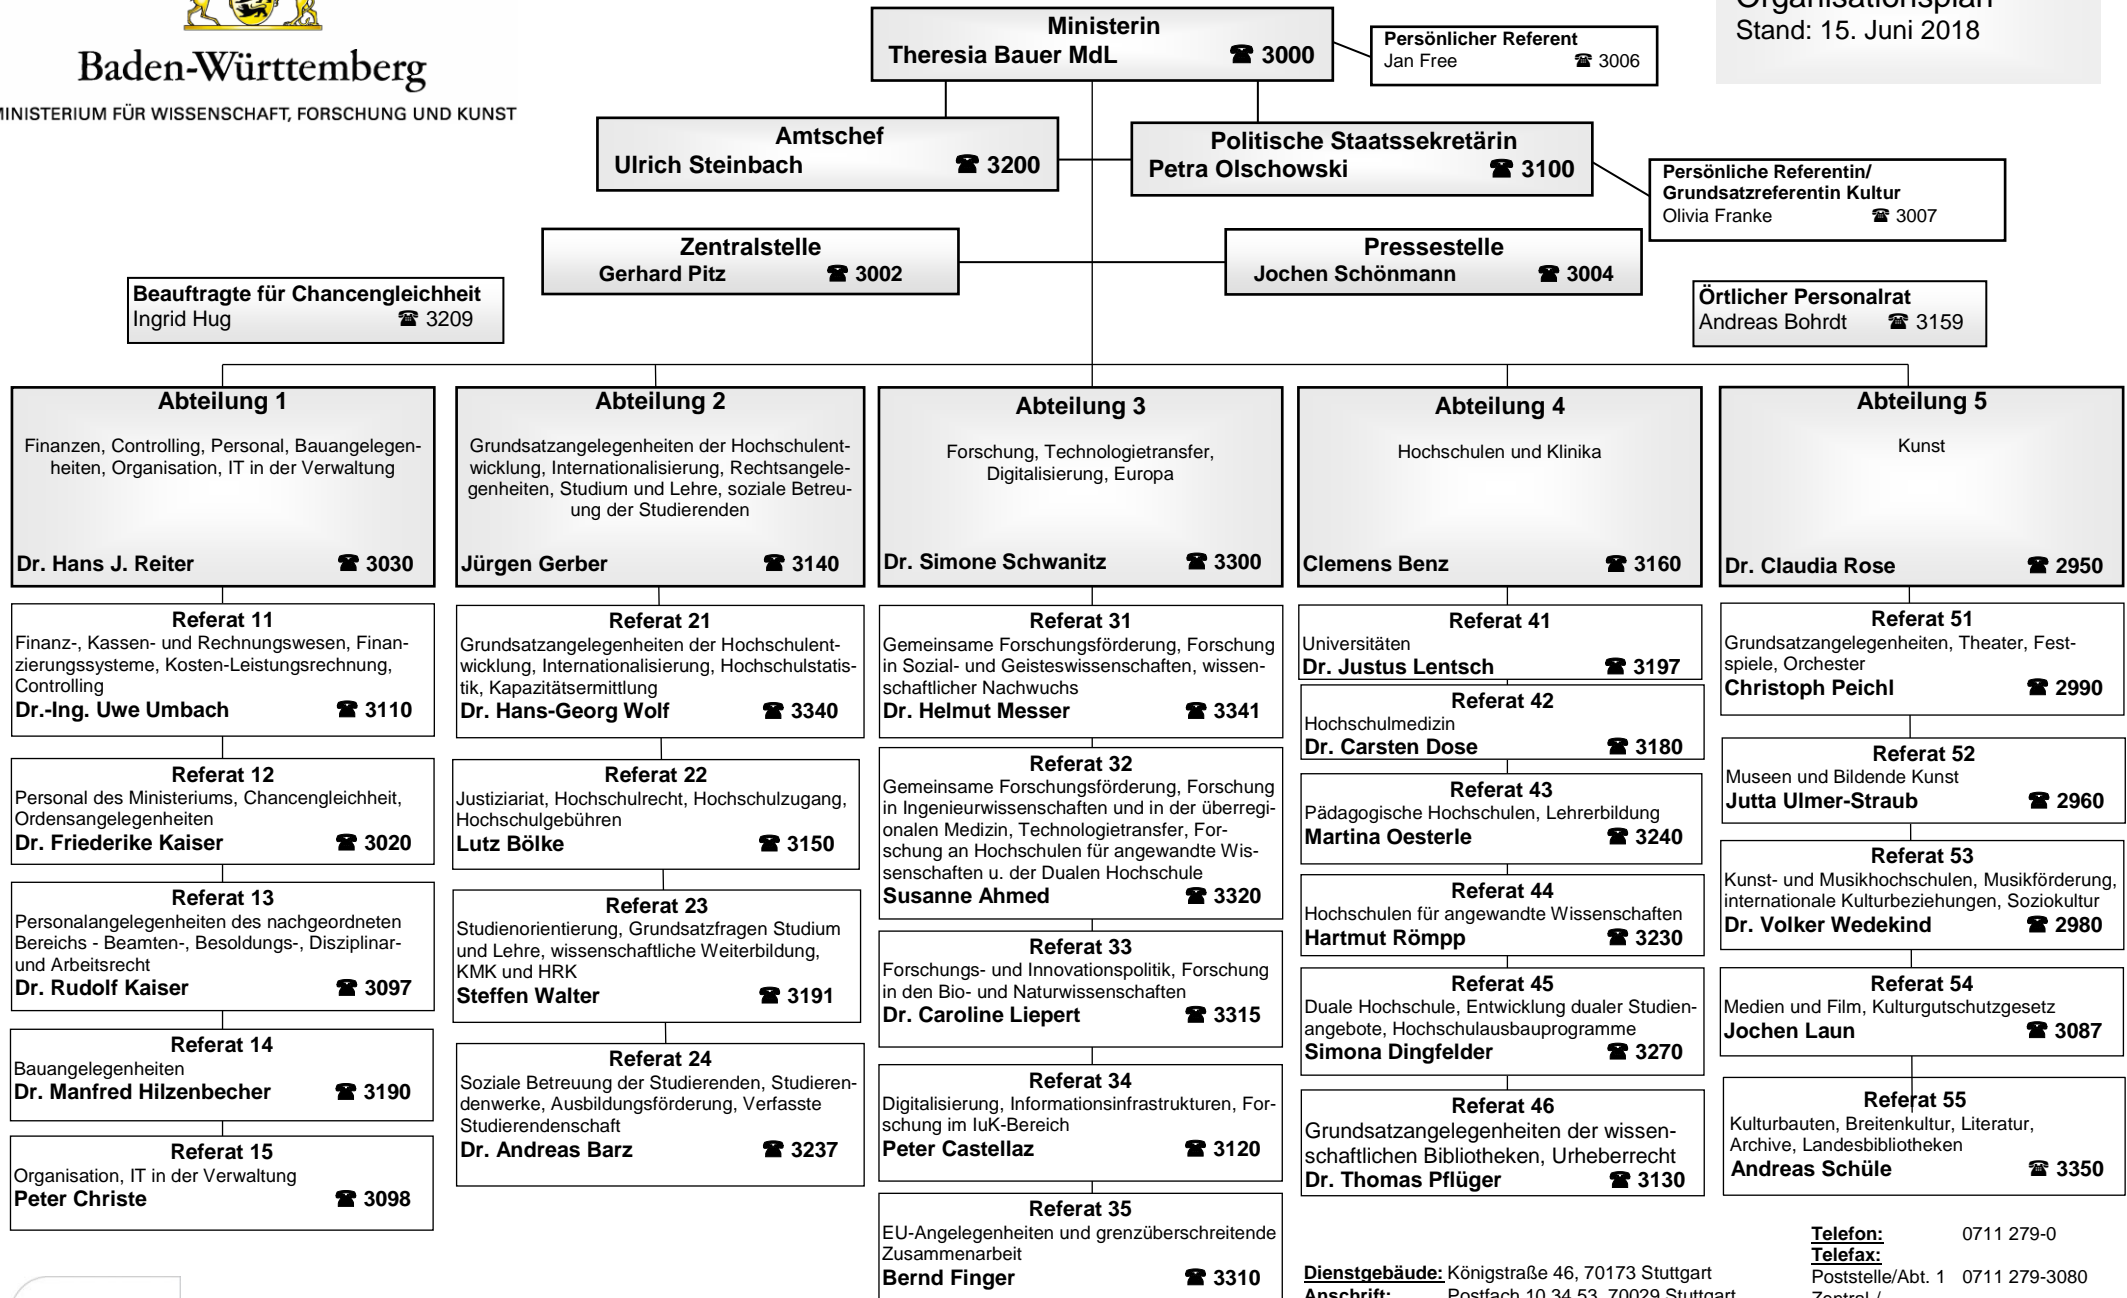 Baden-Württemberg
MINISTERIUM FÜR WISSENSCHAFT, FORSCHUNG UND KUNST
Organisationsplan
Stand: 15. Juni 2018
Ministerin
Theresia Bauer MdL ☎ 3000
Persönlicher Referent
Jan Free ☎ 3006
Amtschef
Ulrich Steinbach ☎ 3200
Politische Staatssekretärin
Petra Olschowski ☎ 3100
Persönliche Referentin/
Grundsatzreferentin Kultur
Olivia Franke ☎ 3007
Zentralstelle
Gerhard Pitz ☎ 3002
Pressestelle
Jochen Schönmann ☎ 3004
Beauftragte für Chancengleichheit
Ingrid Hug ☎ 3209
Örtlicher Personalrat
Andreas Bohrdt ☎ 3159
Abteilung 1
Finanzen, Controlling, Personal, Bauangelegen-
heiten, Organisation, IT in der Verwaltung
Dr. Hans J. Reiter ☎ 3030
Referat 11
Finanz-, Kassen- und Rechnungswesen, Finan-
zierungssysteme, Kosten-Leistungsrechnung,
Controlling
Dr.-Ing. Uwe Umbach ☎ 3110
Referat 12
Personal des Ministeriums, Chancengleichheit,
Ordensangelegenheiten
Dr. Friederike Kaiser ☎ 3020
Referat 13
Personalangelegenheiten des nachgeordneten
Bereichs - Beamten-, Besoldungs-, Disziplinar-
und Arbeitsrecht
Dr. Rudolf Kaiser ☎ 3097
Referat 14
Bauangelegenheiten
Dr. Manfred Hilzenbecher ☎ 3190
Referat 15
Organisation, IT in der Verwaltung
Peter Christe ☎ 3098
Abteilung 2
Grundsatzangelegenheiten der Hochschulent-
wicklung, Internationalisierung, Rechtsangele-
genheiten, Studium und Lehre, soziale Betreu-
ung der Studierenden
Jürgen Gerber ☎ 3140
Referat 21
Grundsatzangelegenheiten der Hochschulent-
wicklung, Internationalisierung, Hochschulstatis-
tik, Kapazitätsermittlung
Dr. Hans-Georg Wolf ☎ 3340
Referat 22
Justiziariat, Hochschulrecht, Hochschulzugang,
Hochschulgebühren
Lutz Bölke ☎ 3150
Referat 23
Studienorientierung, Grundsatzfragen Studium
und Lehre, wissenschaftliche Weiterbildung,
KMK und HRK
Steffen Walter ☎ 3191
Referat 24
Soziale Betreuung der Studierenden, Studieren-
denwerke, Ausbildungsförderung, Verfasste
Studierendenschaft
Dr. Andreas Barz ☎ 3237
Abteilung 3
Forschung, Technologietransfer,
Digitalisierung, Europa
Dr. Simone Schwanitz ☎ 3300
Referat 31
Gemeinsame Forschungsförderung, Forschung
in Sozial- und Geisteswissenschaften, wissen-
schaftlicher Nachwuchs
Dr. Helmut Messer ☎ 3341
Referat 32
Gemeinsame Forschungsförderung, Forschung
in Ingenieurwissenschaften und in der überregi-
onalen Medizin, Technologietransfer, For-
schung an Hochschulen für angewandte Wis-
senschaften u. der Dualen Hochschule
Susanne Ahmed ☎ 3320
Referat 33
Forschungs- und Innovationspolitik, Forschung
in den Bio- und Naturwissenschaften
Dr. Caroline Liepert ☎ 3315
Referat 34
Digitalisierung, Informationsinfrastrukturen, For-
schung im IuK-Bereich
Peter Castellaz ☎ 3120
Referat 35
EU-Angelegenheiten und grenzüberschreitende
Zusammenarbeit
Bernd Finger ☎ 3310
Abteilung 4
Hochschulen und Klinika
Clemens Benz ☎ 3160
Referat 41
Universitäten
Dr. Justus Lentsch ☎ 3197
Referat 42
Hochschulmedizin
Dr. Carsten Dose ☎ 3180
Referat 43
Pädagogische Hochschulen, Lehrerbildung
Martina Oesterle ☎ 3240
Referat 44
Hochschulen für angewandte Wissenschaften
Hartmut Römpp ☎ 3230
Referat 45
Duale Hochschule, Entwicklung dualer Studien-
angebote, Hochschulausbauprogramme
Simona Dingfelder ☎ 3270
Referat 46
Grundsatzangelegenheiten der wissen-
schaftlichen Bibliotheken, Urheberrecht
Dr. Thomas Pflüger ☎ 3130
Abteilung 5
Kunst
Dr. Claudia Rose ☎ 2950
Referat 51
Grundsatzangelegenheiten, Theater, Fest-
spiele, Orchester
Christoph Peichl ☎ 2990
Referat 52
Museen und Bildende Kunst
Jutta Ulmer-Straub ☎ 2960
Referat 53
Kunst- und Musikhochschulen, Musikförderung,
internationale Kulturbeziehungen, Soziokultur
Dr. Volker Wedekind ☎ 2980
Referat 54
Medien und Film, Kulturgutschutzgesetz
Jochen Laun ☎ 3087
Referat 55
Kulturbauten, Breitenkultur, Literatur,
Archive, Landesbibliotheken
Andreas Schüle ☎ 3350
Dienstgebäude: Königstraße 46, 70173 Stuttgart
Anschrift: Postfach 10 34 53, 70029 Stuttgart
Telefon: 0711 279-0
Telefax:
Poststelle/Abt. 1 0711 279-3080
Zentral-/